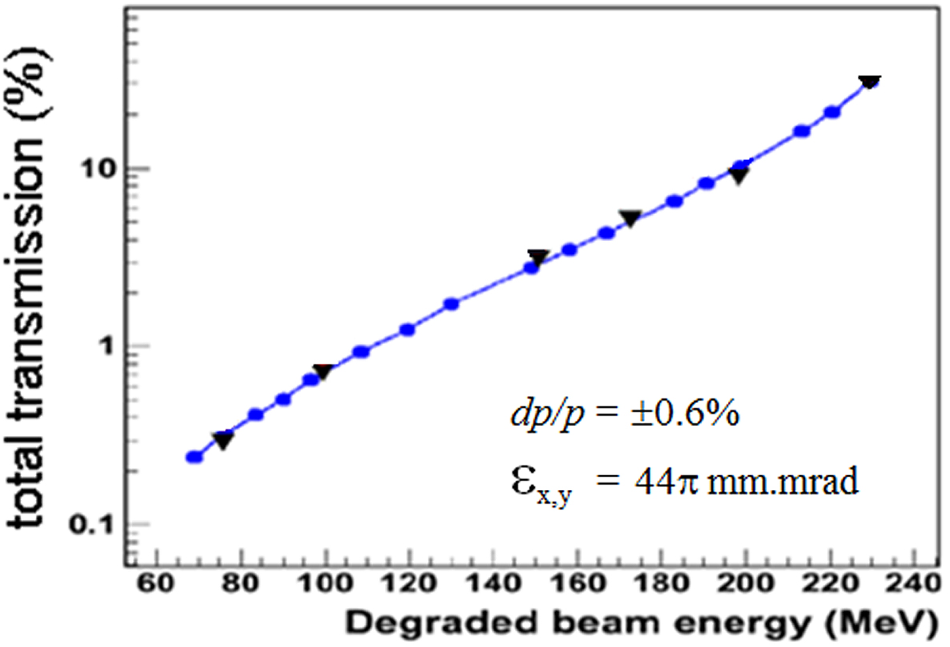 total transmission (%)
10
1
0.1
dp/p = ±0.6%
εx,y = 44π mm.mrad
60 80 100 120 140 160 180 200 220 240
Degraded beam energy (MeV)